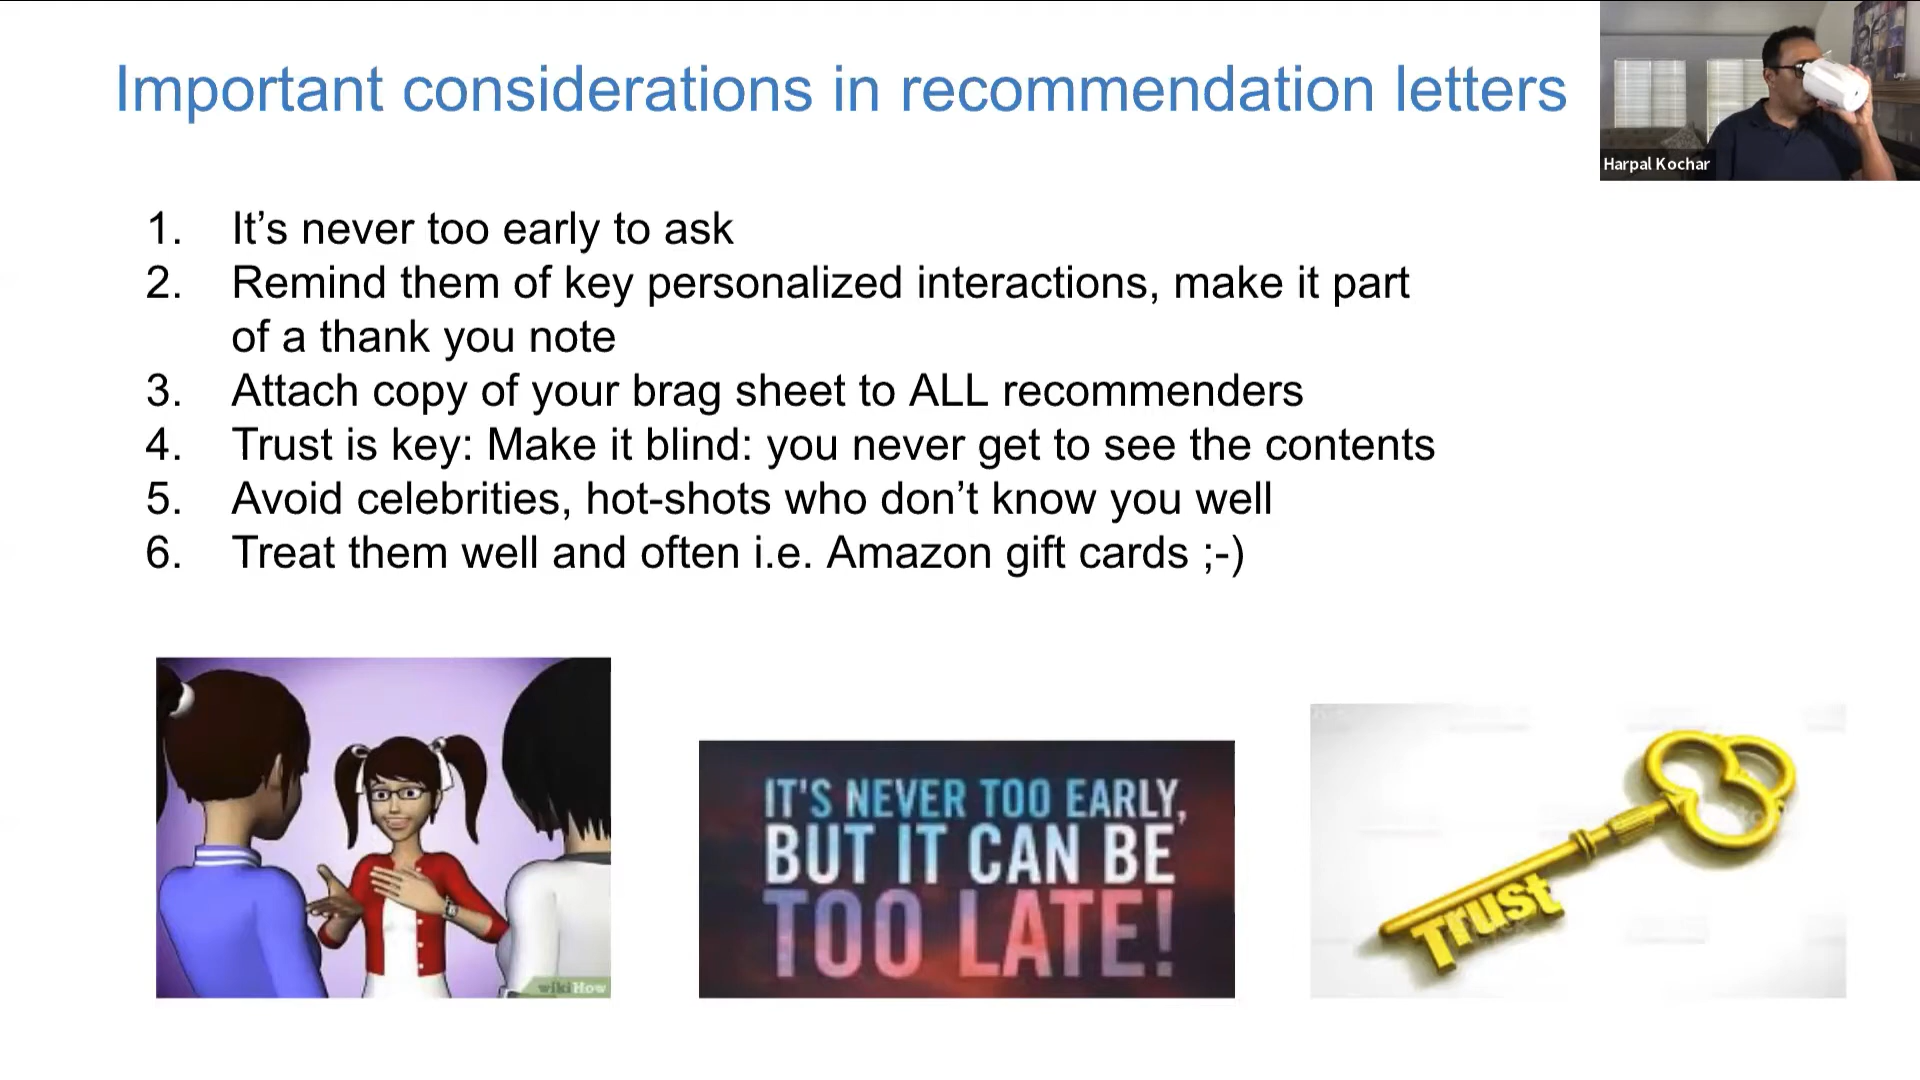 Important considerations in recommendation letters
Harpal Kochar
1. It’s never too early to ask
2. Remind them of key personalized interactions, make it part
of a thank you note
3. Attach copy of your brag sheet to ALL recommenders
4. Trust is key: Make it blind: you never get to see the contents
5. Avoid celebrities, hot-shots who don’t know you well
6. Treat them well and often i.e. Amazon gift cards ;-)
wikiHow
IT'S NEVER TOO EARLY,
BUT IT CAN BE
TOO LATE!
Trust